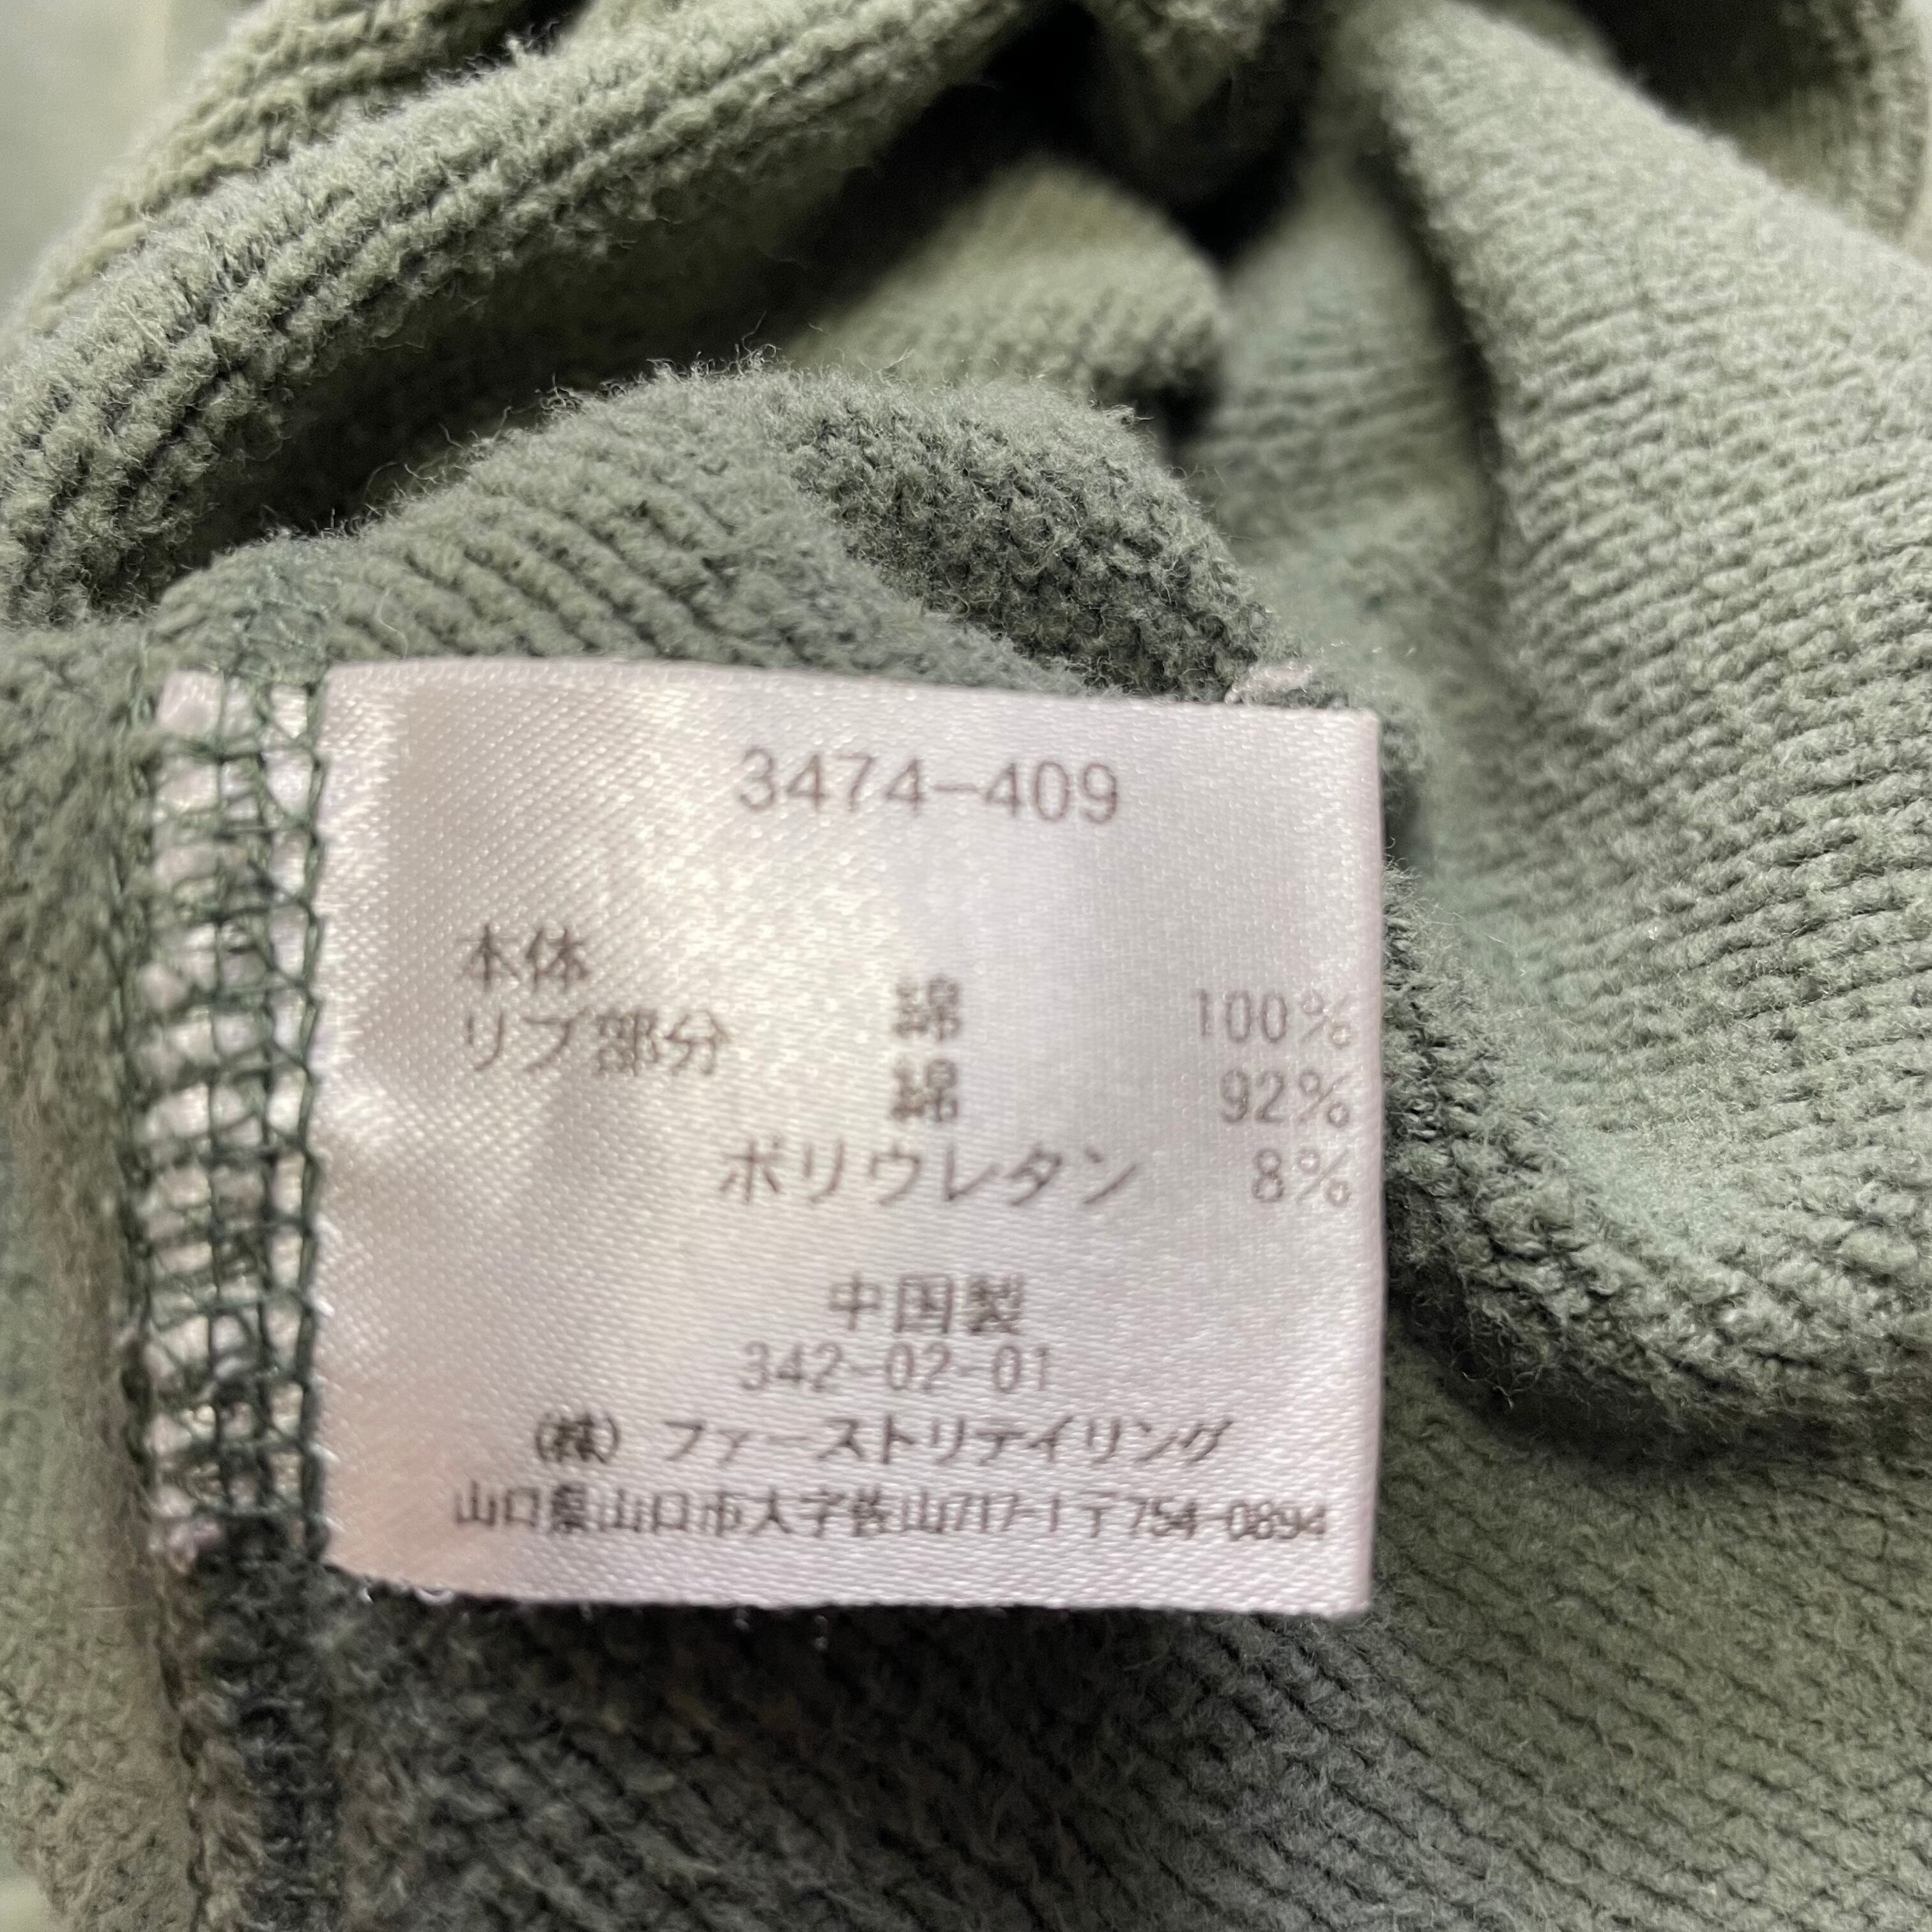 3474-409
本体
綿 100%
リブ部分
綿 92%
ポリウレタン 8%
中国製
342-02-01
(株) ファーストリテイリング
山口県山口市大字佐山717-1 〒754-0894